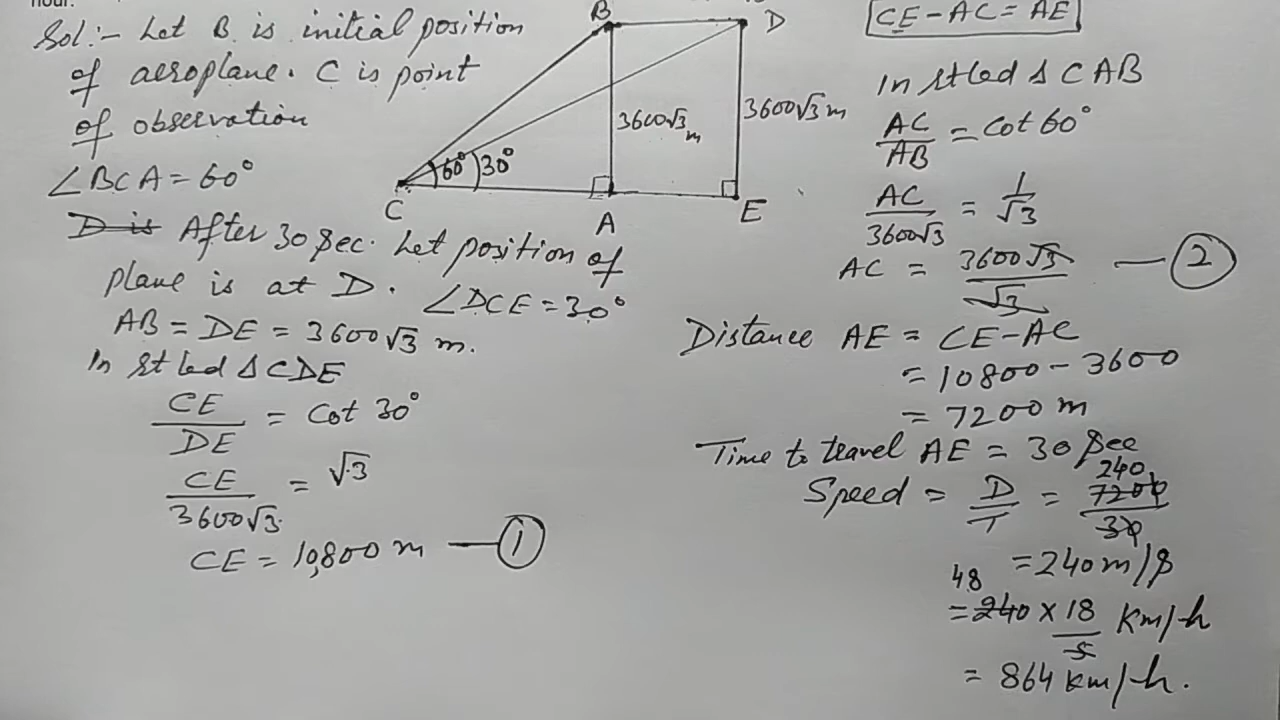 hour.
Sol:- Let B is initial position
of aeroplane. C is point
of observation
∠BCA = 60°
D is After 30 sec. Let position of
plane is at D. ∠DCE = 30°
AB = DE = 3600√3 m.
In rt led Δ CDE
CE/DE = Cot 30°
CE/3600√3 = √3
CE = 10,800 m — ①
B
D
3600√3 m
3600√3 m
60° 30°
C
A
E
CE - AC = AE
In rt led Δ CAB
AC/AB = Cot 60°
AC/3600√3 = 1/√3
AC = 3600√3/√3 — ②
Distance AE = CE - AC
= 10800 - 3600
= 7200 m
Time to travel AE = 30 sec
240
Speed = D/T = 7200/30
= 240 m/s
48
= 240 × 18/5 Km/h
= 864 km/h.